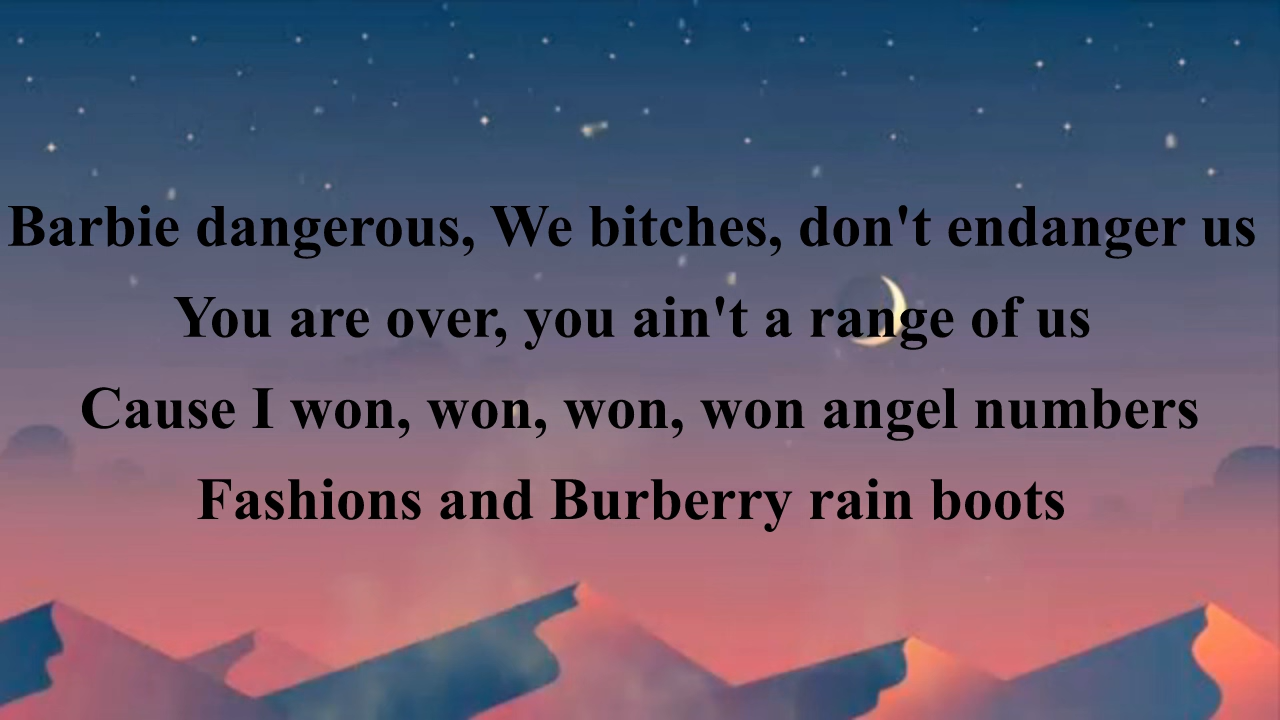 Barbie dangerous, We bitches, don't endanger us
You are over, you ain't a range of us
Cause I won, won, won, won angel numbers
Fashions and Burberry rain boots